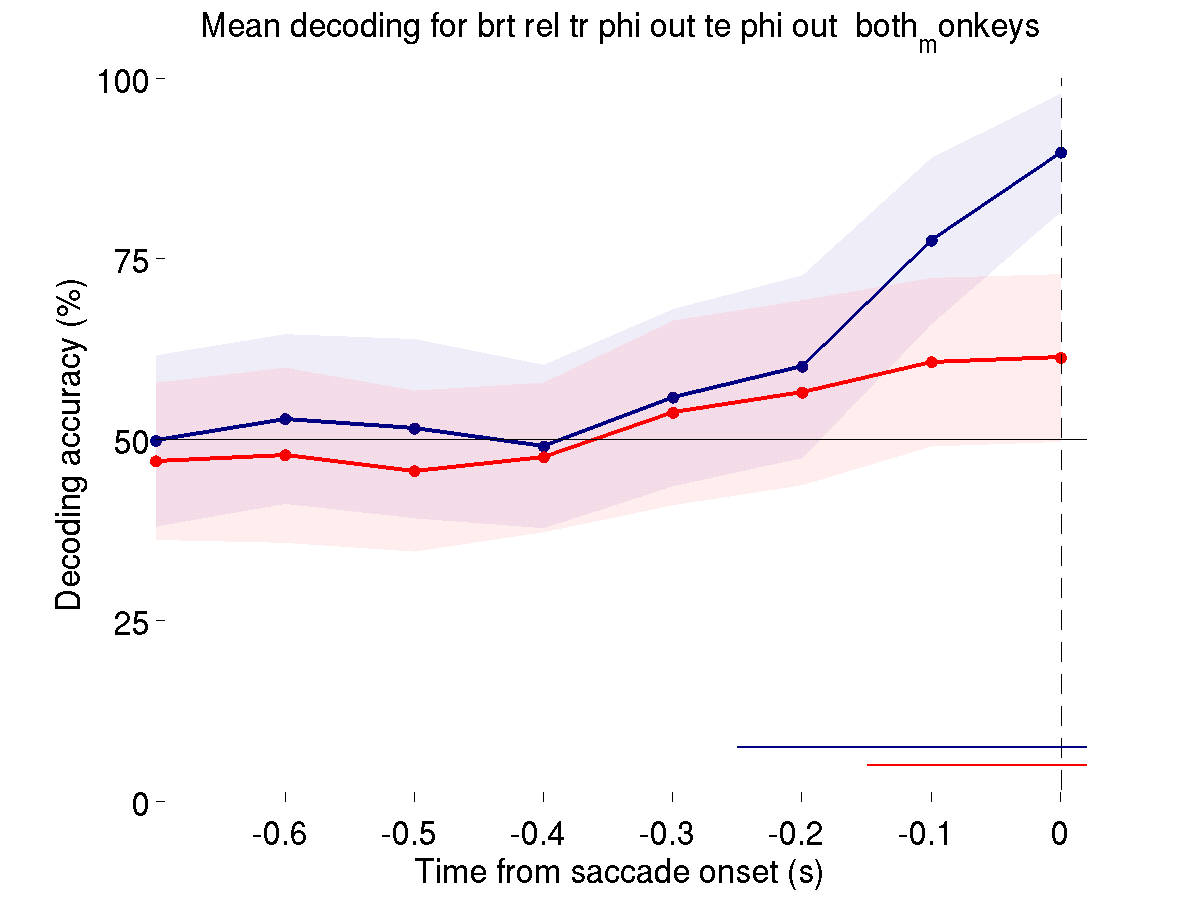 Mean decoding for brt rel tr phi out te phi out  both_monkeys
100
75
50
25
0
Decoding accuracy (%)
-0.6 -0.5 -0.4 -0.3 -0.2 -0.1 0
Time from saccade onset (s)